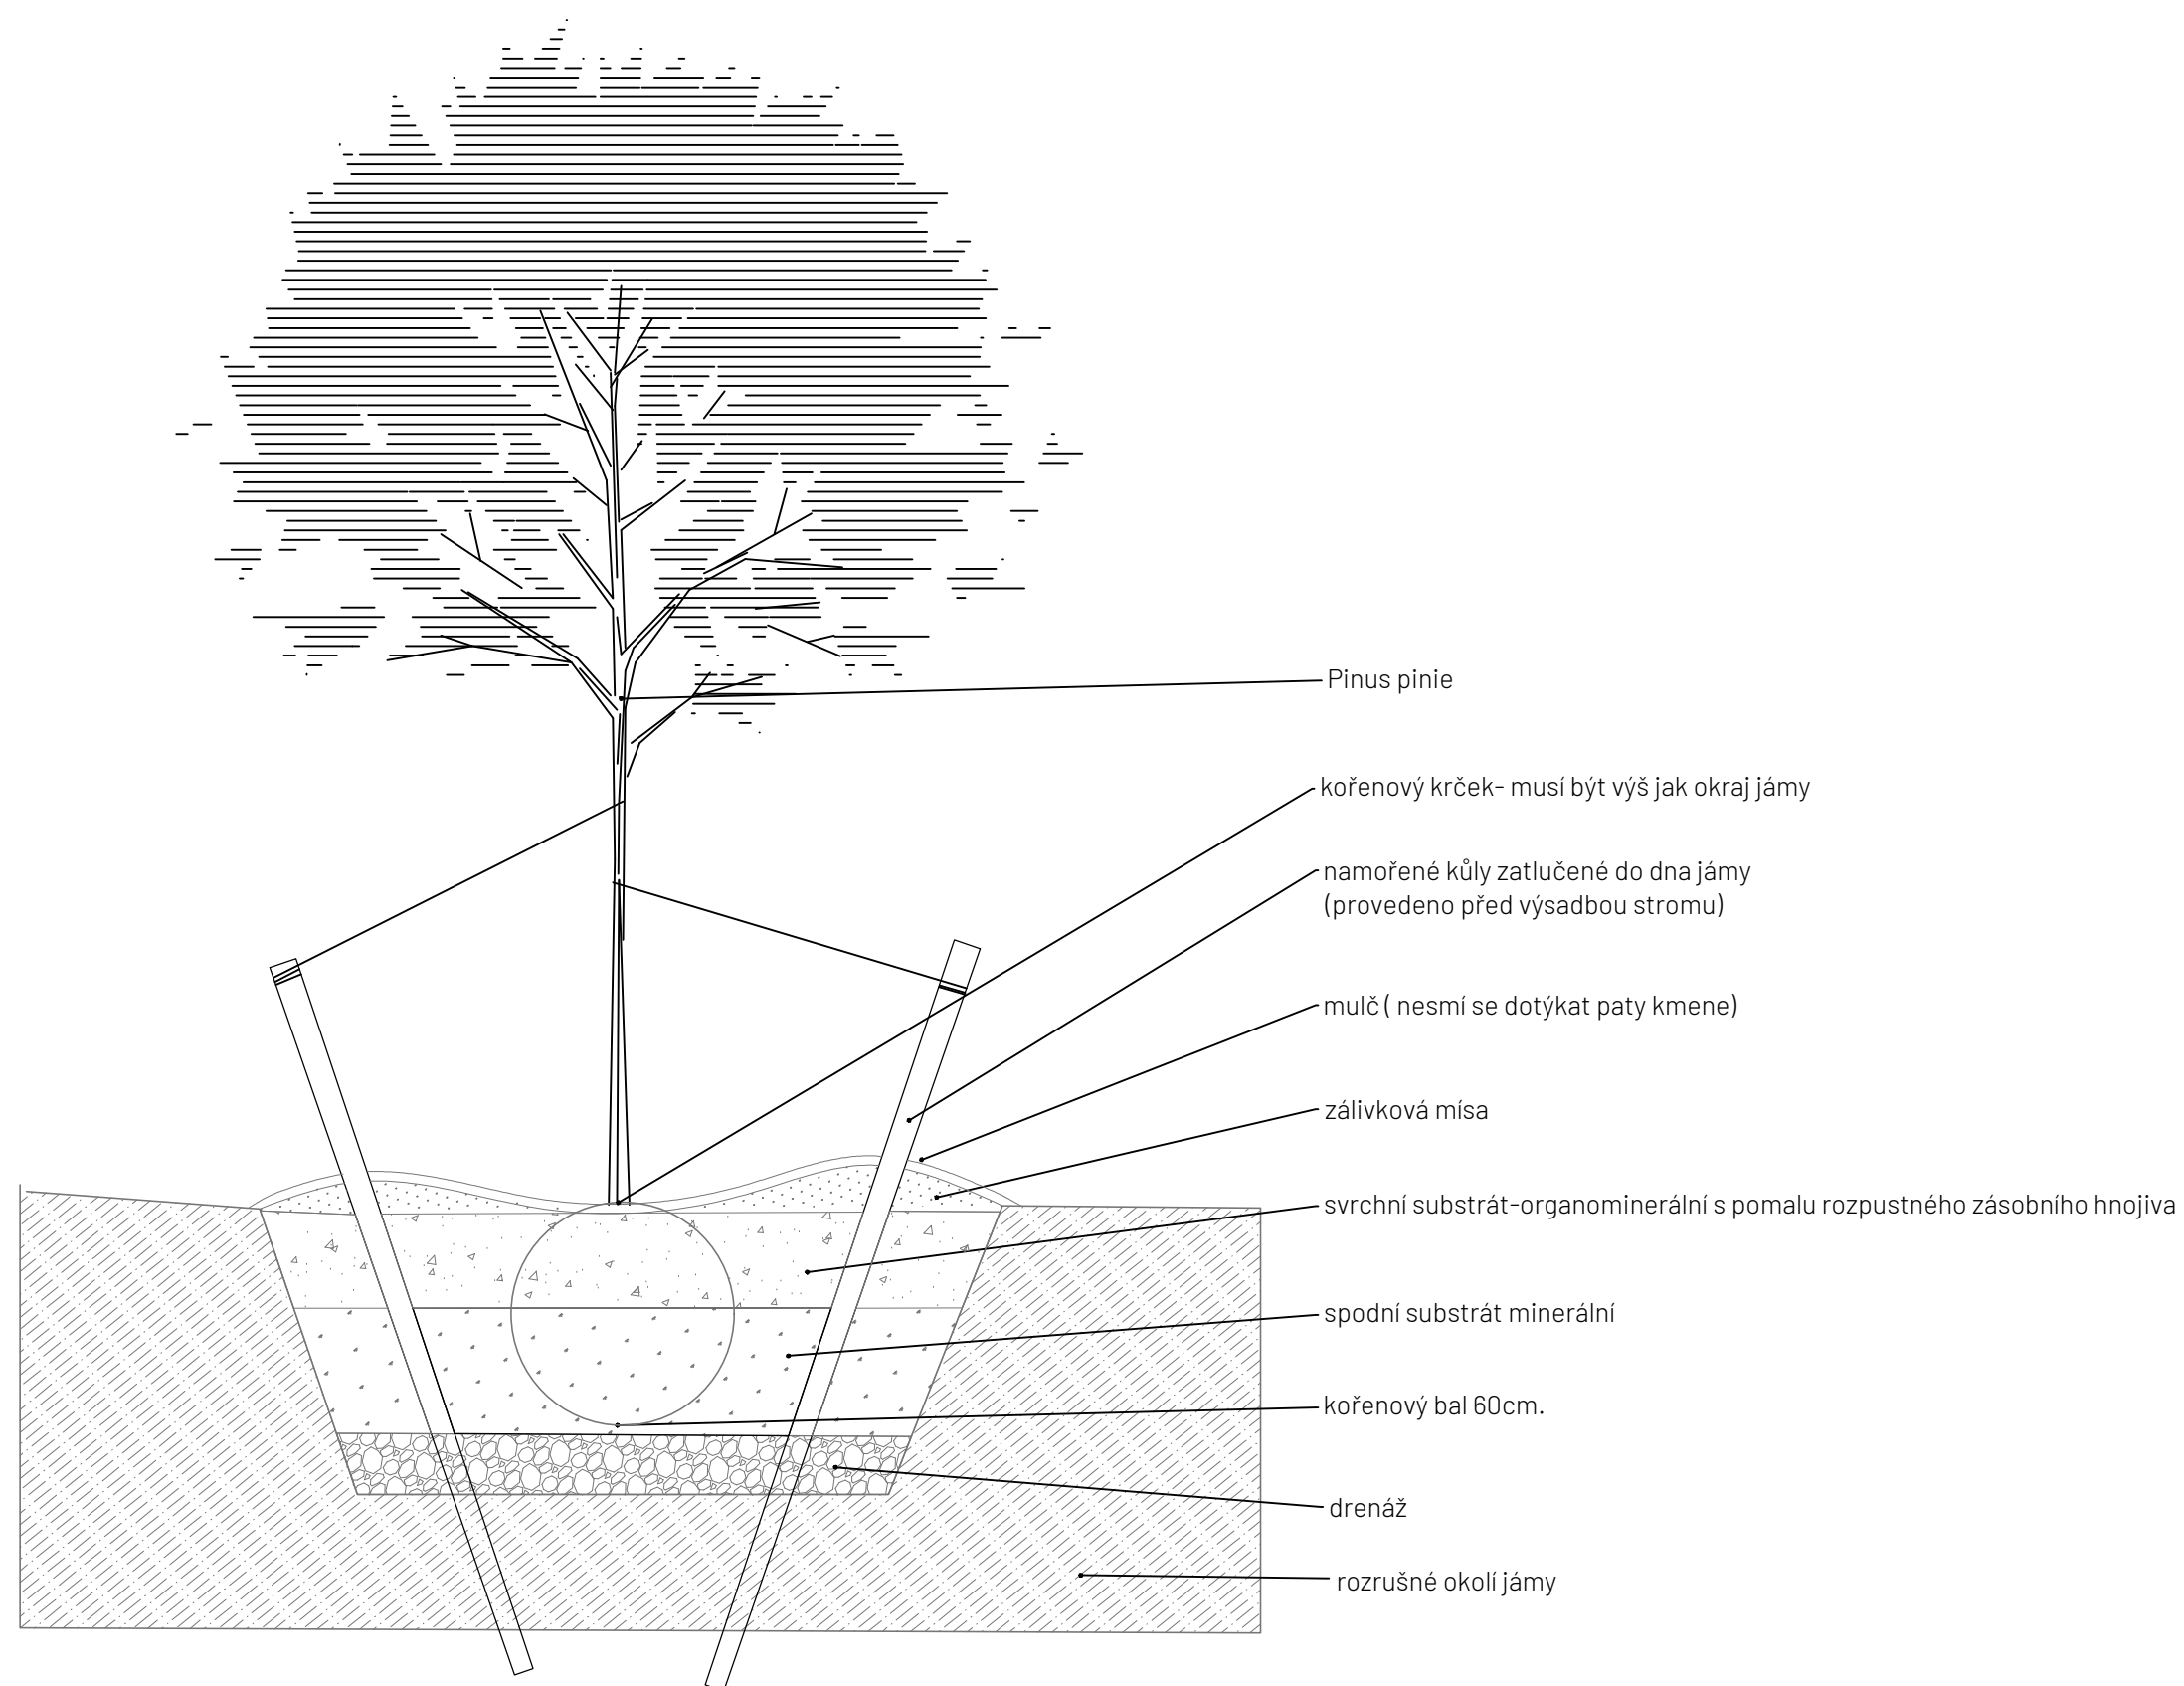 Pinus pinie
kořenový krček- musí být výš jak okraj jámy
namořené kůly zatlučené do dna jámy
(provedeno před výsadbou stromu)
mulč ( nesmí se dotýkat paty kmene)
zálivková mísa
svrchní substrát-organominerální s pomalu rozpustného zásobního hnojiva
spodní substrát minerální
kořenový bal 60cm.
drenáž
rozrušné okolí jámy